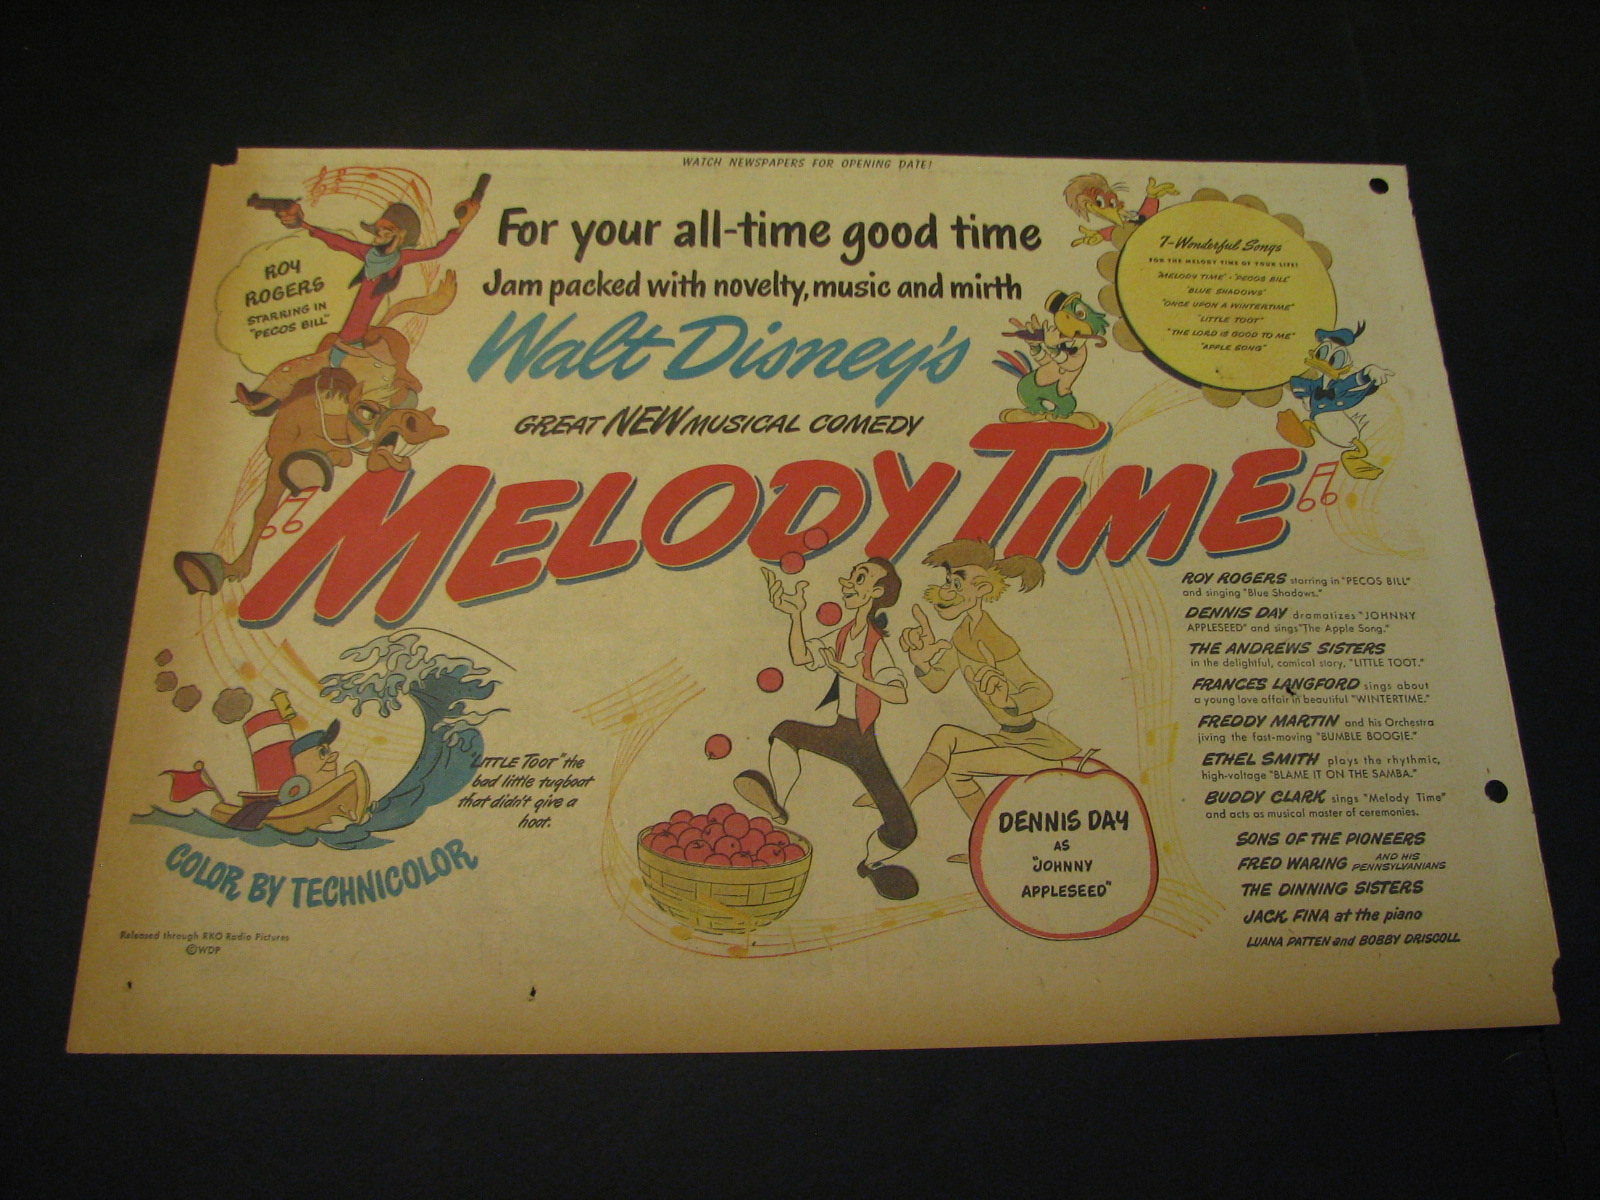 WATCH NEWSPAPERS FOR OPENING DATE!
For your all-time good time
Jam packed with novelty, music and mirth
Walt Disney's
GREAT NEW MUSICAL COMEDY
MELODY TIME
ROY
ROGERS
STARRING IN
"PECOS BILL"
7-Wonderful Songs
FOR THE MELODY TIME OF YOUR LIFE!
"MELODY TIME" - "PECOS BILL"
"BLUE SHADOWS"
"ONCE UPON A WINTERTIME"
"LITTLE TOOT"
"THE LORD IS GOOD TO ME"
"APPLE SONG"
ROY ROGERS starring in "PECOS BILL"
and singing "Blue Shadows."
DENNIS DAY dramatizes "JOHNNY
APPLESEED" and sings "The Apple Song."
THE ANDREWS SISTERS
in the delightful, comical story, "LITTLE TOOT."
FRANCES LANGFORD sings about
a young love affair in beautiful "WINTERTIME."
FREDDY MARTIN and his Orchestra
jiving the fast-moving "BUMBLE BOOGIE."
ETHEL SMITH plays the rhythmic,
high-voltage "BLAME IT ON THE SAMBA."
BUDDY CLARK sings "Melody Time"
and acts as musical master of ceremonies.
SONS OF THE PIONEERS
FRED WARING AND HIS PENNSYLVANIANS
THE DINNING SISTERS
JACK FINA at the piano
LUANA PATTEN and BOBBY DRISCOLL
"LITTLE TOOT" the
bad little tugboat
that didn't give a
hoot.
COLOR BY TECHNICOLOR
DENNIS DAY
AS
"JOHNNY
APPLESEED"
Released through RKO Radio Pictures
©WDP